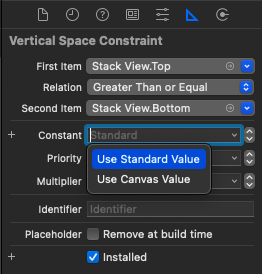 Vertical Space Constraint
First Item Stack View.Top
Relation Greater Than or Equal
Second Item Stack View.Bottom
+ Constant Standard
Use Standard Value
Priority
Use Canvas Value
Multiplier
Identifier Identifier
Placeholder Remove at build time
+ Installed